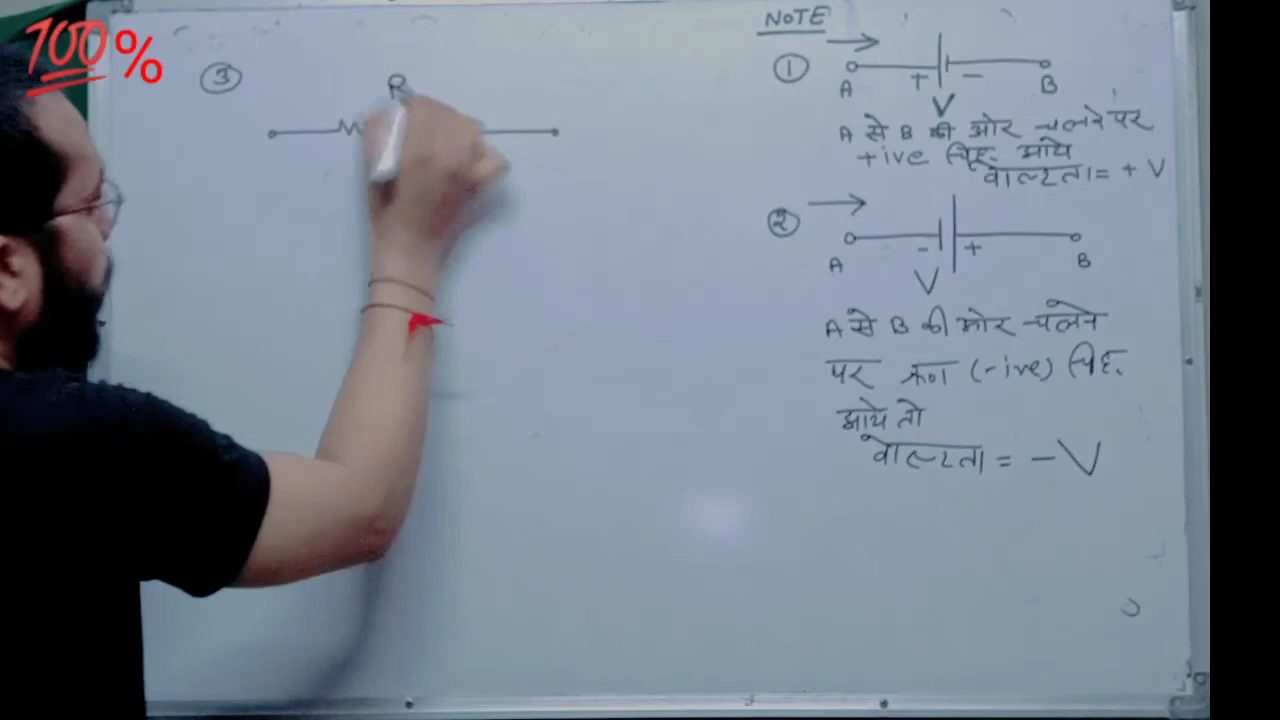 100%
③
R
NOTE
①
+ -
A B
V
A से B की ओर चलने पर
+ive चिह्न आये
वोल्टता = + V
②
- +
A B
V
A से B की ओर चलने
पर ऋण (-ive) चिह्न
आये तो
वोल्टता = - V